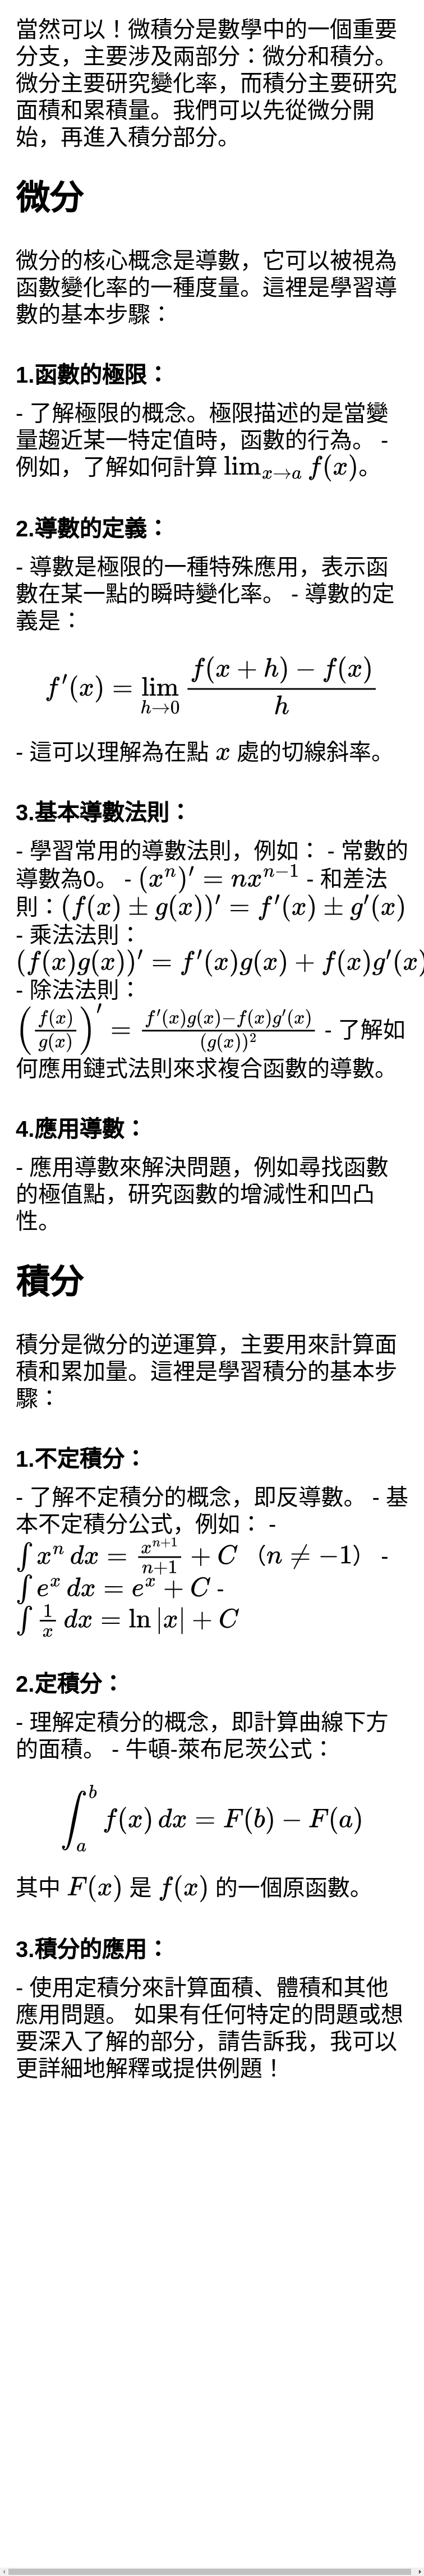 當然可以！微積分是數學中的一個重要
分支，主要涉及兩部分：微分和積分。
微分主要研究變化率，而積分主要研究
面積和累積量。我們可以先從微分開
始，再進入積分部分。
微分
微分的核心概念是導數，它可以被視為
函數變化率的一種度量。這裡是學習導
數的基本步驟：
1.函數的極限：
- 了解極限的概念。極限描述的是當變
量趨近某一特定值時，函數的行為。 -
例如，了解如何計算 lim_{x→a} f(x)。
2.導數的定義：
- 導數是極限的一種特殊應用，表示函
數在某一點的瞬時變化率。 - 導數的定
義是：
f′(x) = lim_{h→0} \frac{f(x + h) − f(x)}{h}
- 這可以理解為在點 x 處的切線斜率。
3.基本導數法則：
- 學習常用的導數法則，例如： - 常數的
導數為0。 - (x^n)′ = nx^{n−1} - 和差法
則：(f(x) ± g(x))′ = f′(x) ± g′(x)
- 乘法法則：
(f(x)g(x))′ = f′(x)g(x) + f(x)g′(x)
- 除法法則：
(\frac{f(x)}{g(x)})′ = \frac{f′(x)g(x)−f(x)g′(x)}{(g(x))^2} - 了解如
何應用鏈式法則來求複合函數的導數。
4.應用導數：
- 應用導數來解決問題，例如尋找函數
的極值點，研究函數的增減性和凹凸
性。
積分
積分是微分的逆運算，主要用來計算面
積和累加量。這裡是學習積分的基本步
驟：
1.不定積分：
- 了解不定積分的概念，即反導數。 - 基
本不定積分公式，例如： -
∫ x^n dx = \frac{x^{n+1}}{n+1} + C （n ≠ −1） -
∫ e^x dx = e^x + C -
∫ \frac{1}{x} dx = ln |x| + C
2.定積分：
- 理解定積分的概念，即計算曲線下方
的面積。 - 牛頓-萊布尼茨公式：
∫_a^b f(x) dx = F(b) − F(a)
其中 F(x) 是 f(x) 的一個原函數。
3.積分的應用：
- 使用定積分來計算面積、體積和其他
應用問題。 如果有任何特定的問題或想
要深入了解的部分，請告訴我，我可以
更詳細地解釋或提供例題！